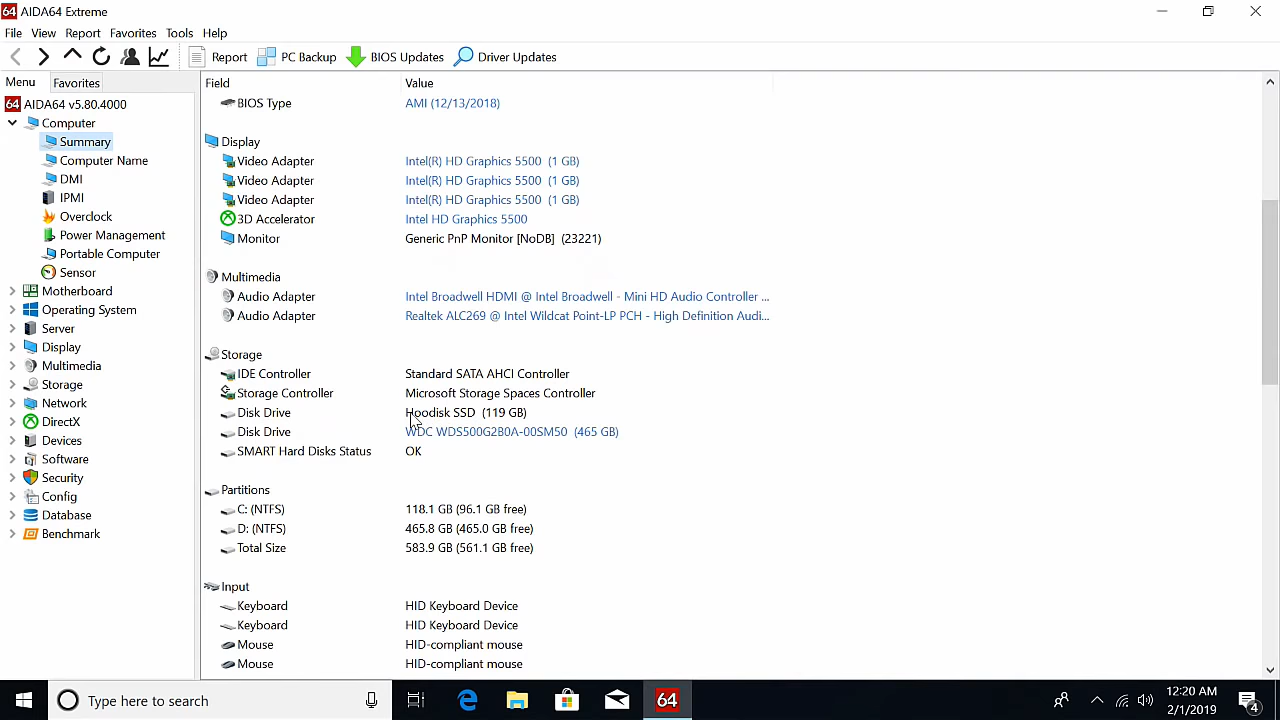 64 AIDA64 Extreme
File View Report Favorites Tools Help
Report PC Backup BIOS Updates Driver Updates
Menu Favorites
64 AIDA64 v5.80.4000
Computer
Summary
Computer Name
DMI
IPMI
Overclock
Power Management
Portable Computer
Sensor
Motherboard
Operating System
Server
Display
Multimedia
Storage
Network
DirectX
Devices
Software
Security
Config
Database
Benchmark
Field Value
BIOS Type AMI (12/13/2018)
Display
Video Adapter Intel(R) HD Graphics 5500 (1 GB)
Video Adapter Intel(R) HD Graphics 5500 (1 GB)
Video Adapter Intel(R) HD Graphics 5500 (1 GB)
3D Accelerator Intel HD Graphics 5500
Monitor Generic PnP Monitor [NoDB] (23221)
Multimedia
Audio Adapter Intel Broadwell HDMI @ Intel Broadwell - Mini HD Audio Controller ...
Audio Adapter Realtek ALC269 @ Intel Wildcat Point-LP PCH - High Definition Audi...
Storage
IDE Controller Standard SATA AHCI Controller
Storage Controller Microsoft Storage Spaces Controller
Disk Drive Hoodisk SSD (119 GB)
Disk Drive WDC WDS500G2B0A-00SM50 (465 GB)
SMART Hard Disks Status OK
Partitions
C: (NTFS) 118.1 GB (96.1 GB free)
D: (NTFS) 465.8 GB (465.0 GB free)
Total Size 583.9 GB (561.1 GB free)
Input
Keyboard HID Keyboard Device
Keyboard HID Keyboard Device
Mouse HID-compliant mouse
Mouse HID-compliant mouse
Type here to search
64
12:20 AM
2/1/2019
4